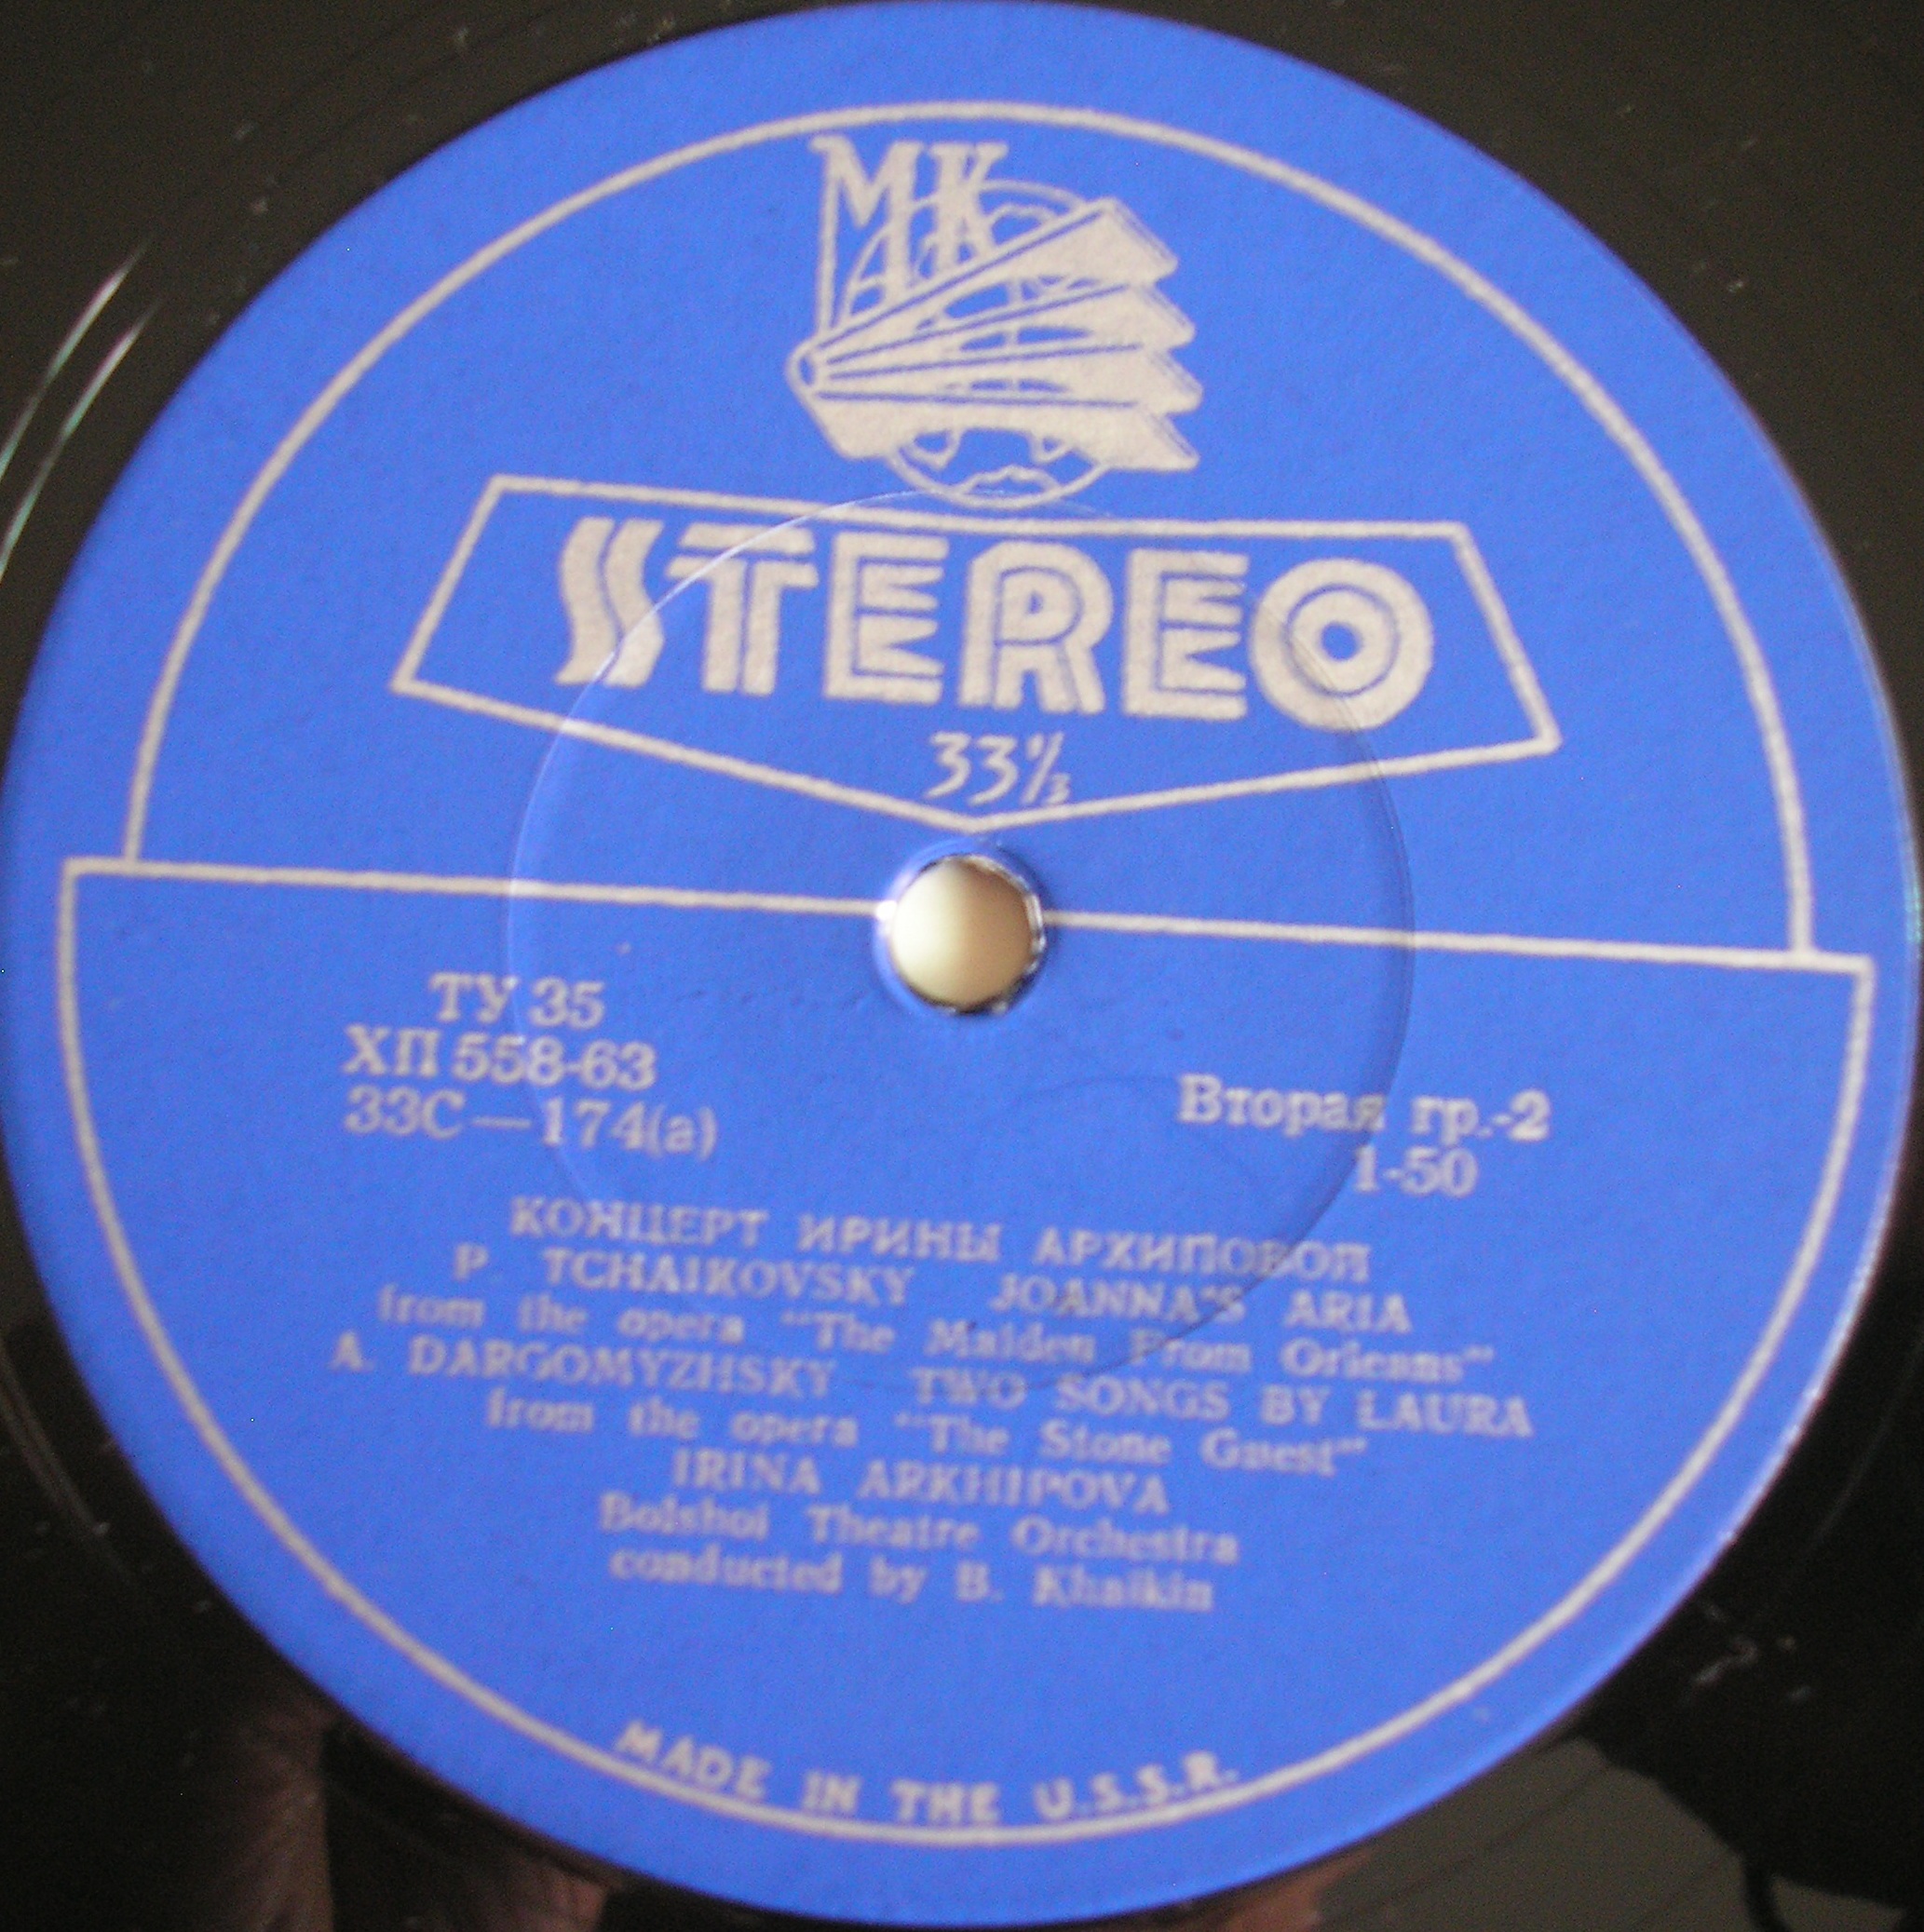 МК
STEREO
33⅓
ТУ 35
ХП 558-63
33С—174(а)
Вторая гр.-2
1-50
КОНЦЕРТ ИРИНЫ АРХИПОВОЙ
P. TCHAIKOVSKY JOANNA'S ARIA
from the opera "The Maiden From Orleans"
A. DARGOMYZHSKY TWO SONGS BY LAURA
from the opera "The Stone Guest"
IRINA ARKHIPOVA
Bolshoi Theatre Orchestra
conducted by B. Khaikin
MADE IN THE U.S.S.R.